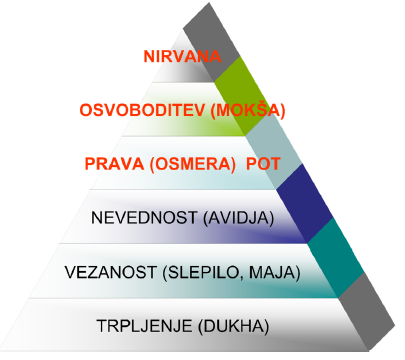 NIRVANA
OSVOBODITEV (MOKŠA)
PRAVA (OSMERA) POT
NEVEDNOST (AVIDJA)
VEZANOST (SLEPILO, MAJA)
TRPLJENJE (DUKHA)